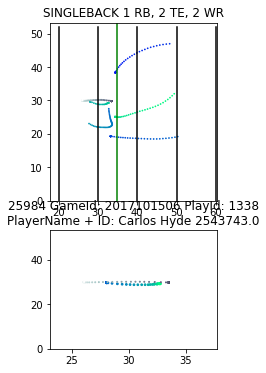 SINGLEBACK 1 RB, 2 TE, 2 WR
50
40
30
20
10
0
20 30 40 50 60
25984 GameId: 2017101506 PlayId: 1338
PlayerName + ID: Carlos Hyde 2543743.0
40
20
0
25 30 35